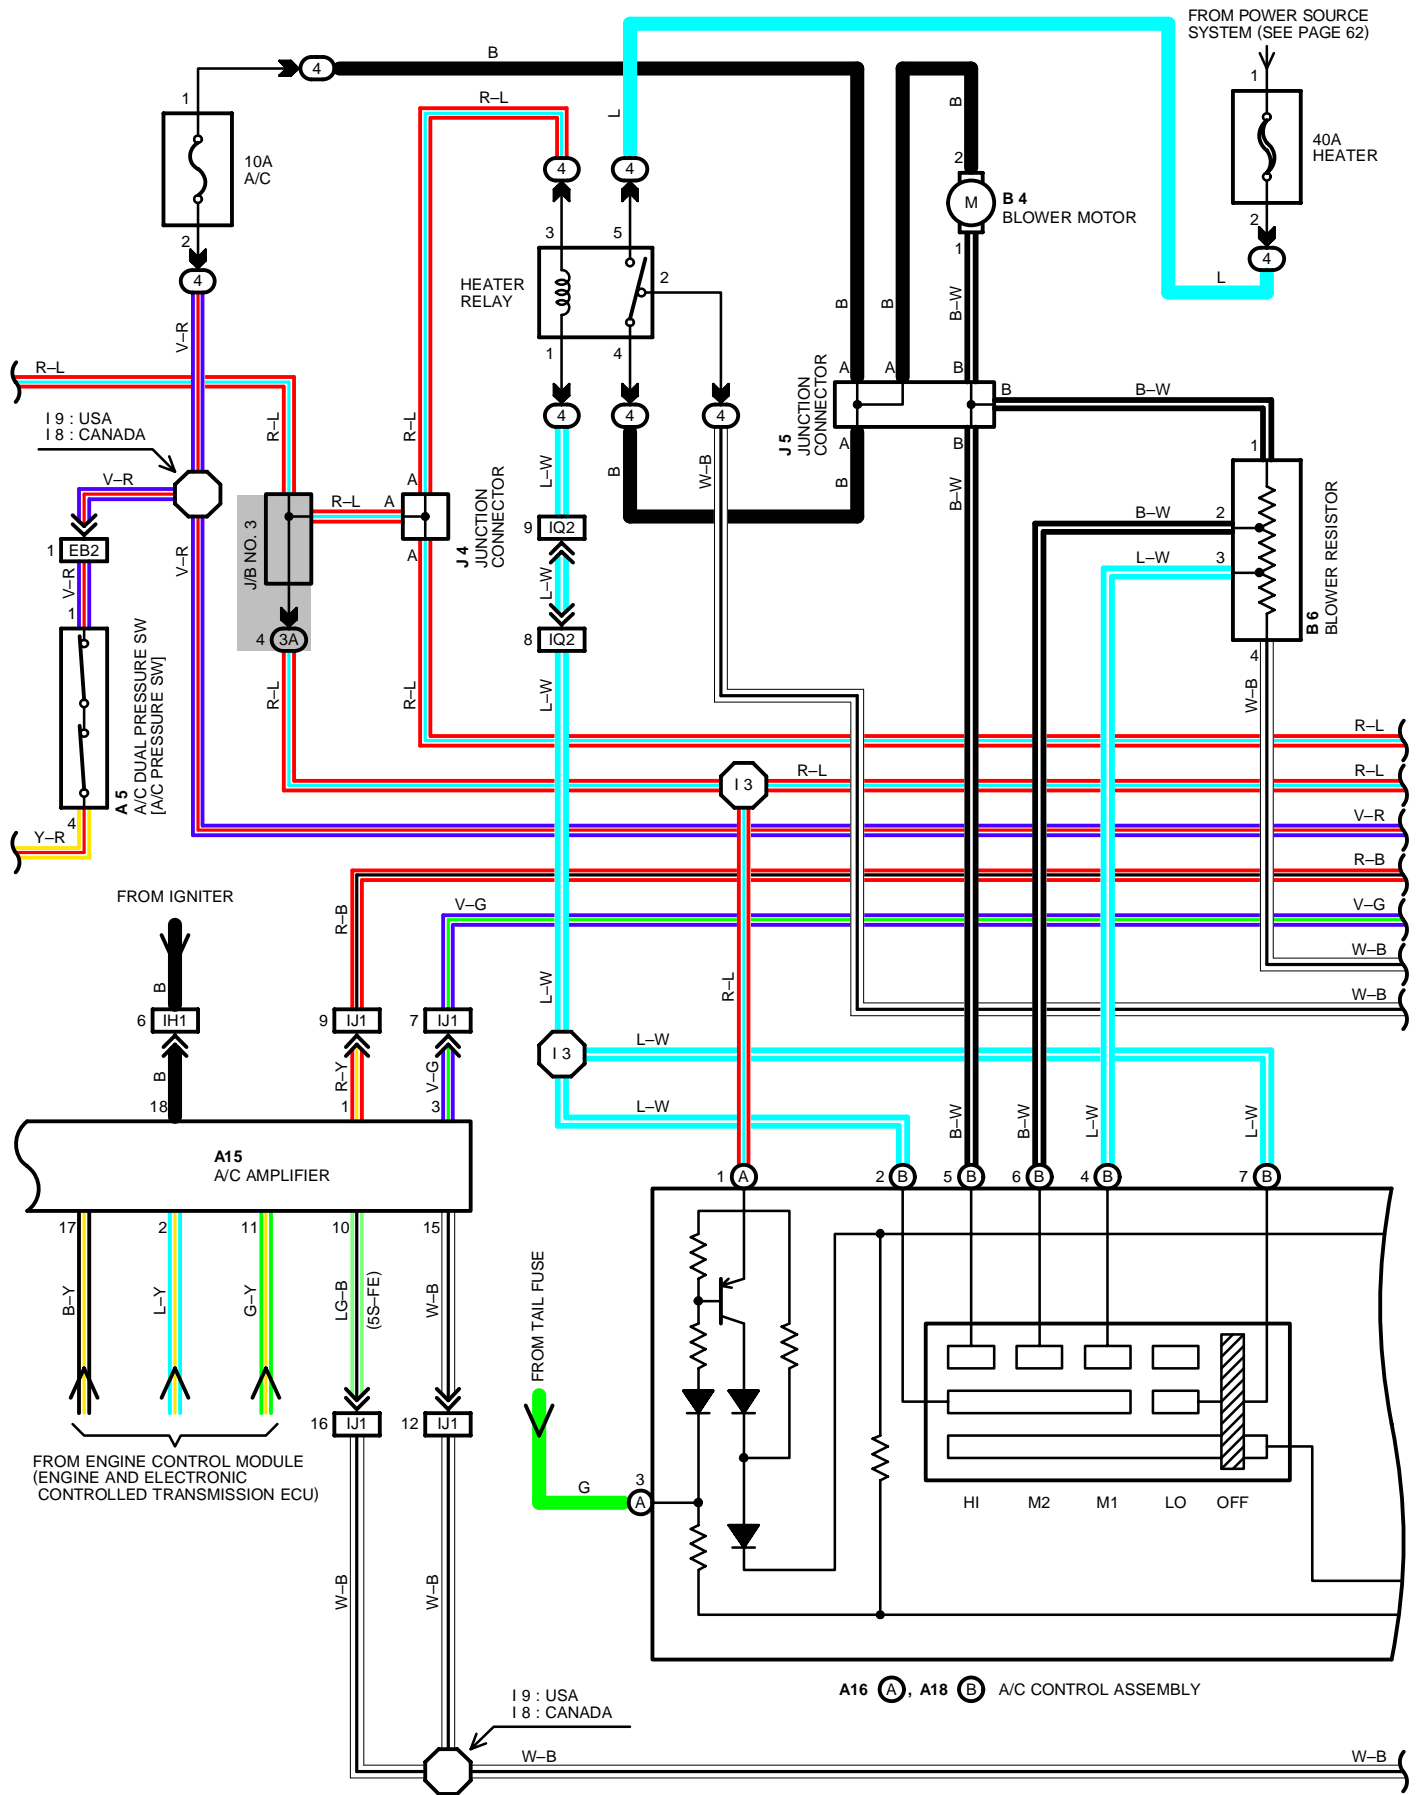 FROM POWER SOURCE
SYSTEM (SEE PAGE 62)
B
4
1
10A
A/C
2
4
R–L
L
4
4
B
2
M
B 4
BLOWER MOTOR
1
1
40A
HEATER
2
4
L
3
5
2
HEATER
RELAY
1
4
4
4
4
V–R
R–L
I 9 : USA
I 8 : CANADA
V–R
R–L
R–L
L–W
B
W–B
B
B
B–W
A
A
B
B
J 5
JUNCTION
CONNECTOR
A
B
B
B–W
B–W
1
R–L
A
A
A
J/B NO. 3
J 4
JUNCTION
CONNECTOR
9
IQ2
L–W
8
IQ2
L–W
B–W
2
L–W
3
B 6
BLOWER RESISTOR
4
W–B
1
EB2
V–R
V–R
1
A 5
A/C DUAL PRESSURE SW
[A/C PRESSURE SW]
4
Y–R
4
3A
R–L
R–L
R–L
I 3
R–L
R–L
V–R
R–B
V–G
V–G
W–B
W–B
FROM IGNITER
B
6
IH1
B
18
R–B
9
IJ1
R–Y
1
7
IJ1
V–G
3
L–W
R–L
I 3
L–W
L–W
B–W
B–W
L–W
L–W
A15
A/C AMPLIFIER
1
A
2
B
5
B
6
B
4
B
7
B
17
2
11
10
15
B–Y
L–Y
G–Y
LG–B
(5S–FE)
W–B
FROM TAIL FUSE
16
IJ1
12
IJ1
FROM ENGINE CONTROL MODULE
(ENGINE AND ELECTRONIC
CONTROLLED TRANSMISSION ECU)
G
3
A
HI
M2
M1
LO
OFF
W–B
W–B
A16 A , A18 B A/C CONTROL ASSEMBLY
I 9 : USA
I 8 : CANADA
W–B
W–B